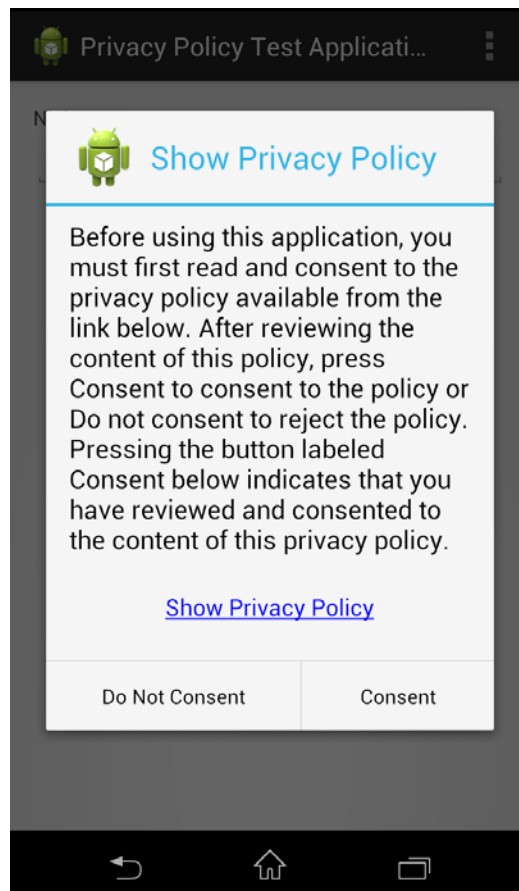 Privacy Policy Test Applicati...
Show Privacy Policy
Before using this application, you
must first read and consent to the
privacy policy available from the
link below. After reviewing the
content of this policy, press
Consent to consent to the policy or
Do not consent to reject the policy.
Pressing the button labeled
Consent below indicates that you
have reviewed and consented to
the content of this privacy policy.
Show Privacy Policy
Do Not Consent
Consent